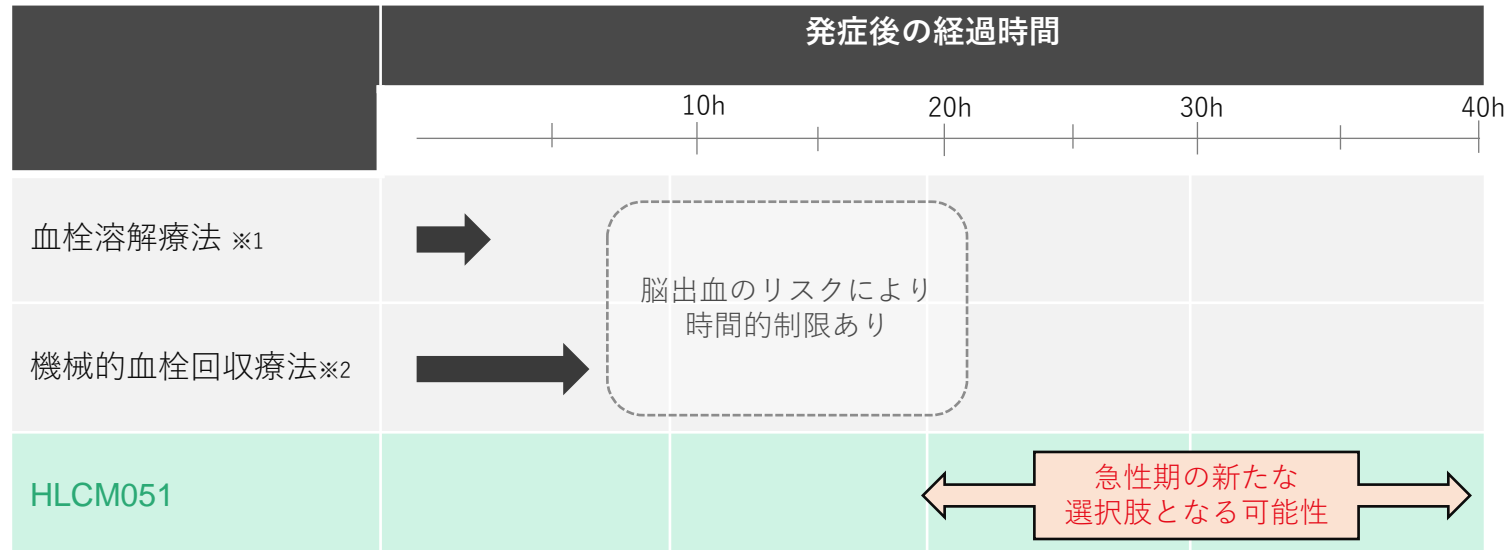 発症後の経過時間
10h
20h
30h
40h
血栓溶解療法 ※1
脳出血のリスクにより
時間的制限あり
機械的血栓回収療法※2
HLCM051
急性期の新たな
選択肢となる可能性